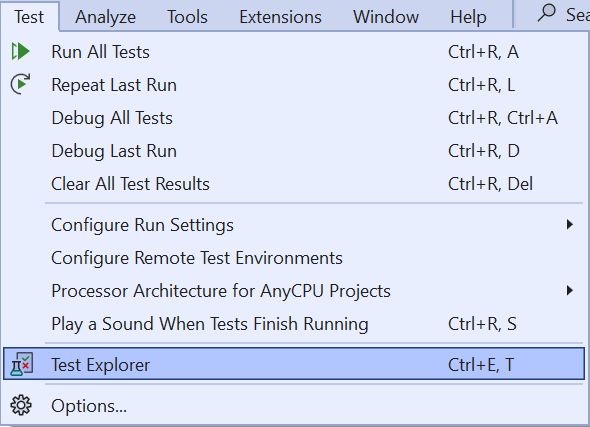 Test Analyze Tools Extensions Window Help Sea
Run All Tests Ctrl+R, A
Repeat Last Run Ctrl+R, L
Debug All Tests Ctrl+R, Ctrl+A
Debug Last Run Ctrl+R, D
Clear All Test Results Ctrl+R, Del
Configure Run Settings
Configure Remote Test Environments
Processor Architecture for AnyCPU Projects
Play a Sound When Tests Finish Running Ctrl+R, S
Test Explorer Ctrl+E, T
Options...